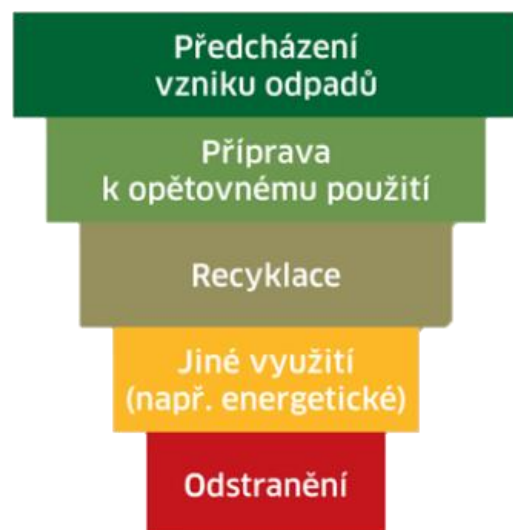 Předcházení
vzniku odpadů
Příprava
k opětovnému použití
Recyklace
Jiné využití
(např. energetické)
Odstranění